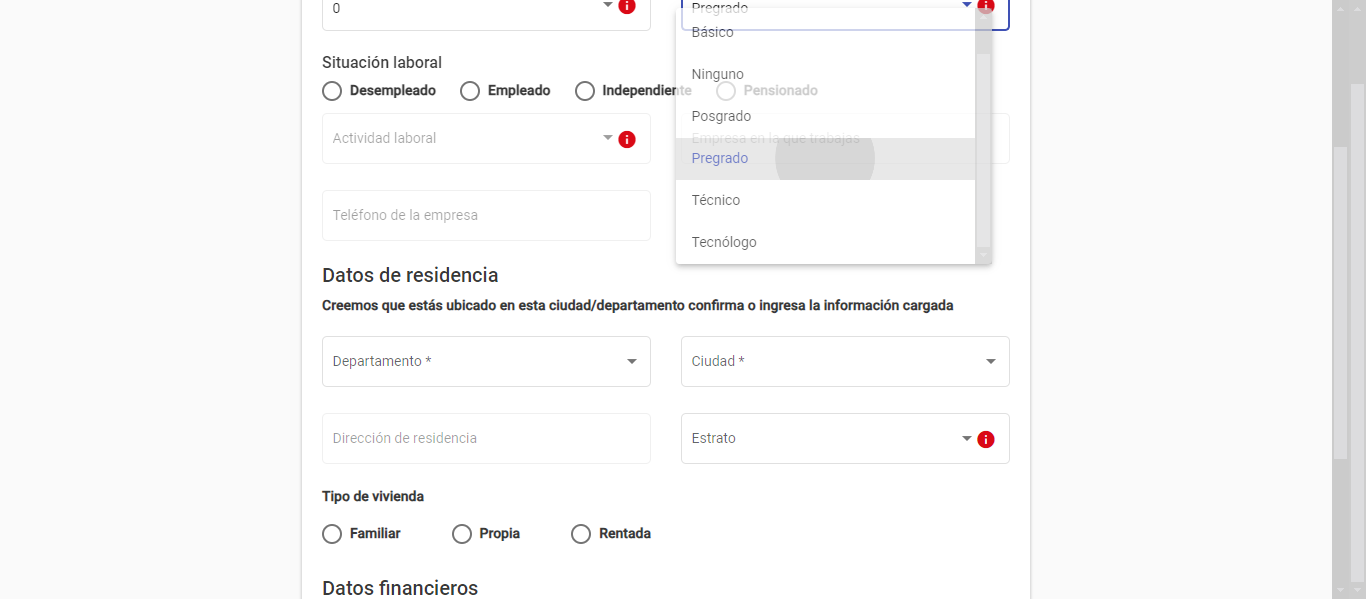 0
Pregrado
Básico
Situación laboral
Ninguno
Desempleado
Empleado
Independiente
Pensionado
Posgrado
Actividad laboral
Empresa en la que trabajas
Pregrado
Técnico
Teléfono de la empresa
Tecnólogo
Datos de residencia
Creemos que estás ubicado en esta ciudad/departamento confirma o ingresa la información cargada
Departamento *
Ciudad *
Dirección de residencia
Estrato
Tipo de vivienda
Familiar
Propia
Rentada
Datos financieros